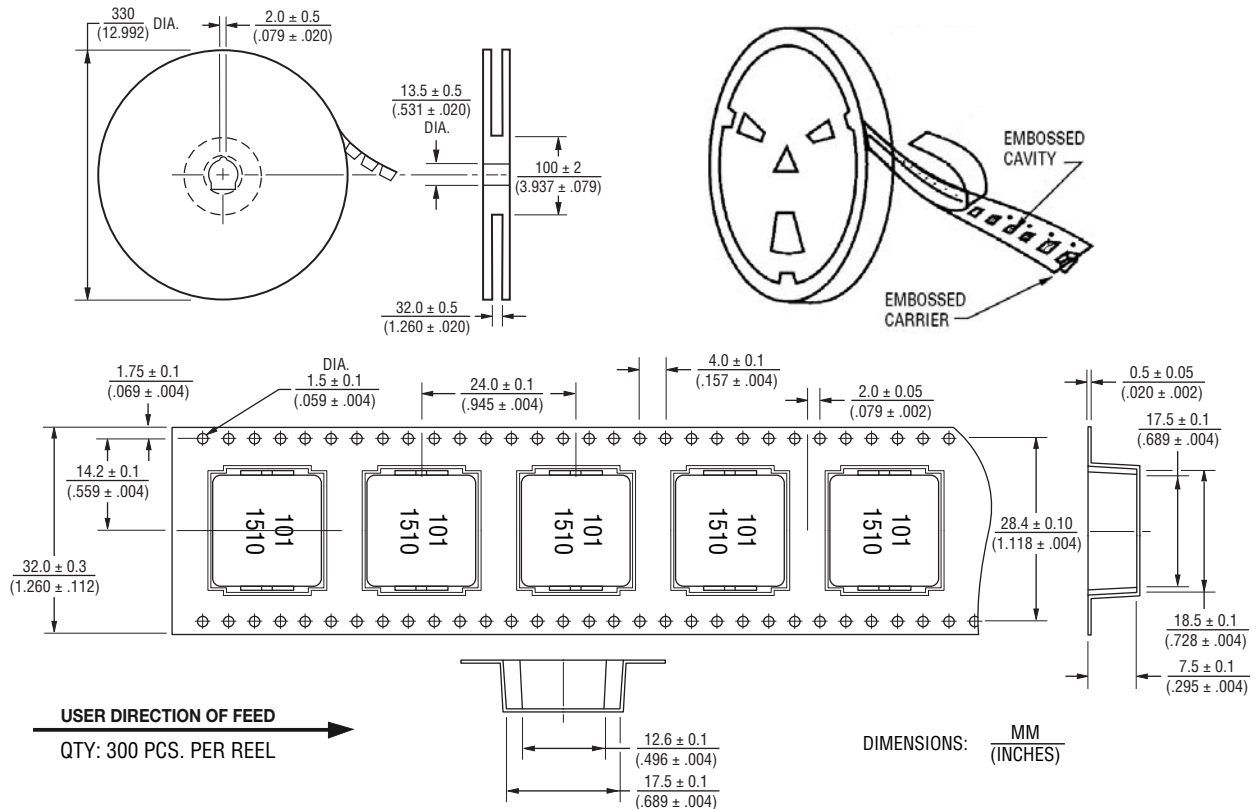 330
(12.992)
DIA.
2.0 ± 0.5
(.079 ± .020)
13.5 ± 0.5
(.531 ± .020)
DIA.
100 ± 2
(3.937 ± .079)
32.0 ± 0.5
(1.260 ± .020)
EMBOSSED
CAVITY
EMBOSSED
CARRIER
1.75 ± 0.1
(.069 ± .004)
DIA.
1.5 ± 0.1
(.059 ± .004)
24.0 ± 0.1
(.945 ± .004)
4.0 ± 0.1
(.157 ± .004)
2.0 ± 0.05
(.079 ± .002)
0.5 ± 0.05
(.020 ± .002)
17.5 ± 0.1
(.689 ± .004)
14.2 ± 0.1
(.559 ± .004)
32.0 ± 0.3
(1.260 ± .112)
101
1510
101
1510
101
1510
101
1510
101
1510
28.4 ± 0.10
(1.118 ± .004)
18.5 ± 0.1
(.728 ± .004)
7.5 ± 0.1
(.295 ± .004)
USER DIRECTION OF FEED
QTY: 300 PCS. PER REEL
12.6 ± 0.1
(.496 ± .004)
17.5 ± 0.1
(.689 ± .004)
DIMENSIONS:
MM
(INCHES)